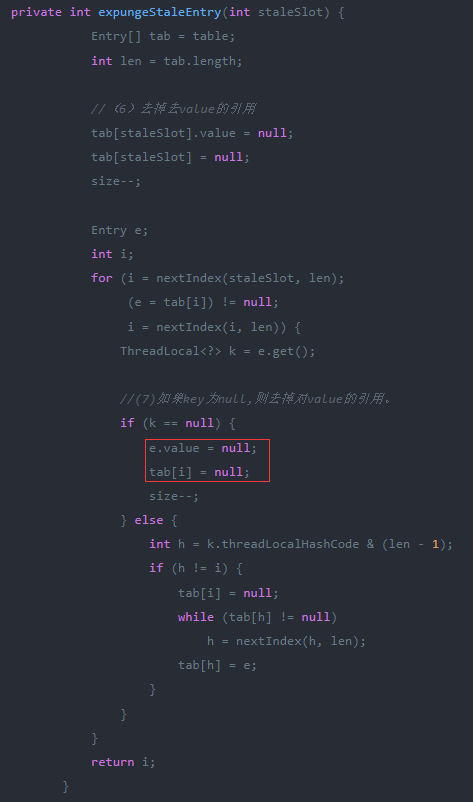 private int expungeStaleEntry(int staleSlot) {
Entry[] tab = table;
int len = tab.length;
//（6）去掉去value的引用
tab[staleSlot].value = null;
tab[staleSlot] = null;
size--;
Entry e;
int i;
for (i = nextIndex(staleSlot, len);
(e = tab[i]) != null;
i = nextIndex(i, len)) {
ThreadLocal<?> k = e.get();
//(7)如果key为null,则去掉对value的引用。
if (k == null) {
e.value = null;
tab[i] = null;
size--;
} else {
int h = k.threadLocalHashCode & (len - 1);
if (h != i) {
tab[i] = null;
while (tab[h] != null)
h = nextIndex(h, len);
tab[h] = e;
}
}
}
return i;
}